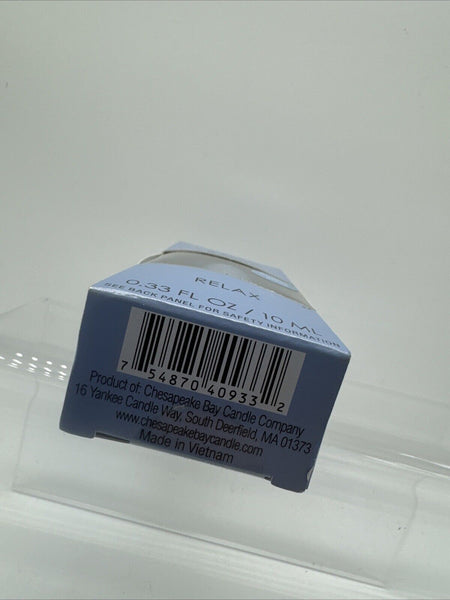 RELAX
0.33 FL OZ / 10 ML
SEE BACK PANEL FOR SAFETY INFORMATION
7 54870 40933 2
Product of: Chesapeake Bay Candle Company
16 Yankee Candle Way, South Deerfield, MA 01373
www.chesapeakebaycandle.com
Made in Vietnam